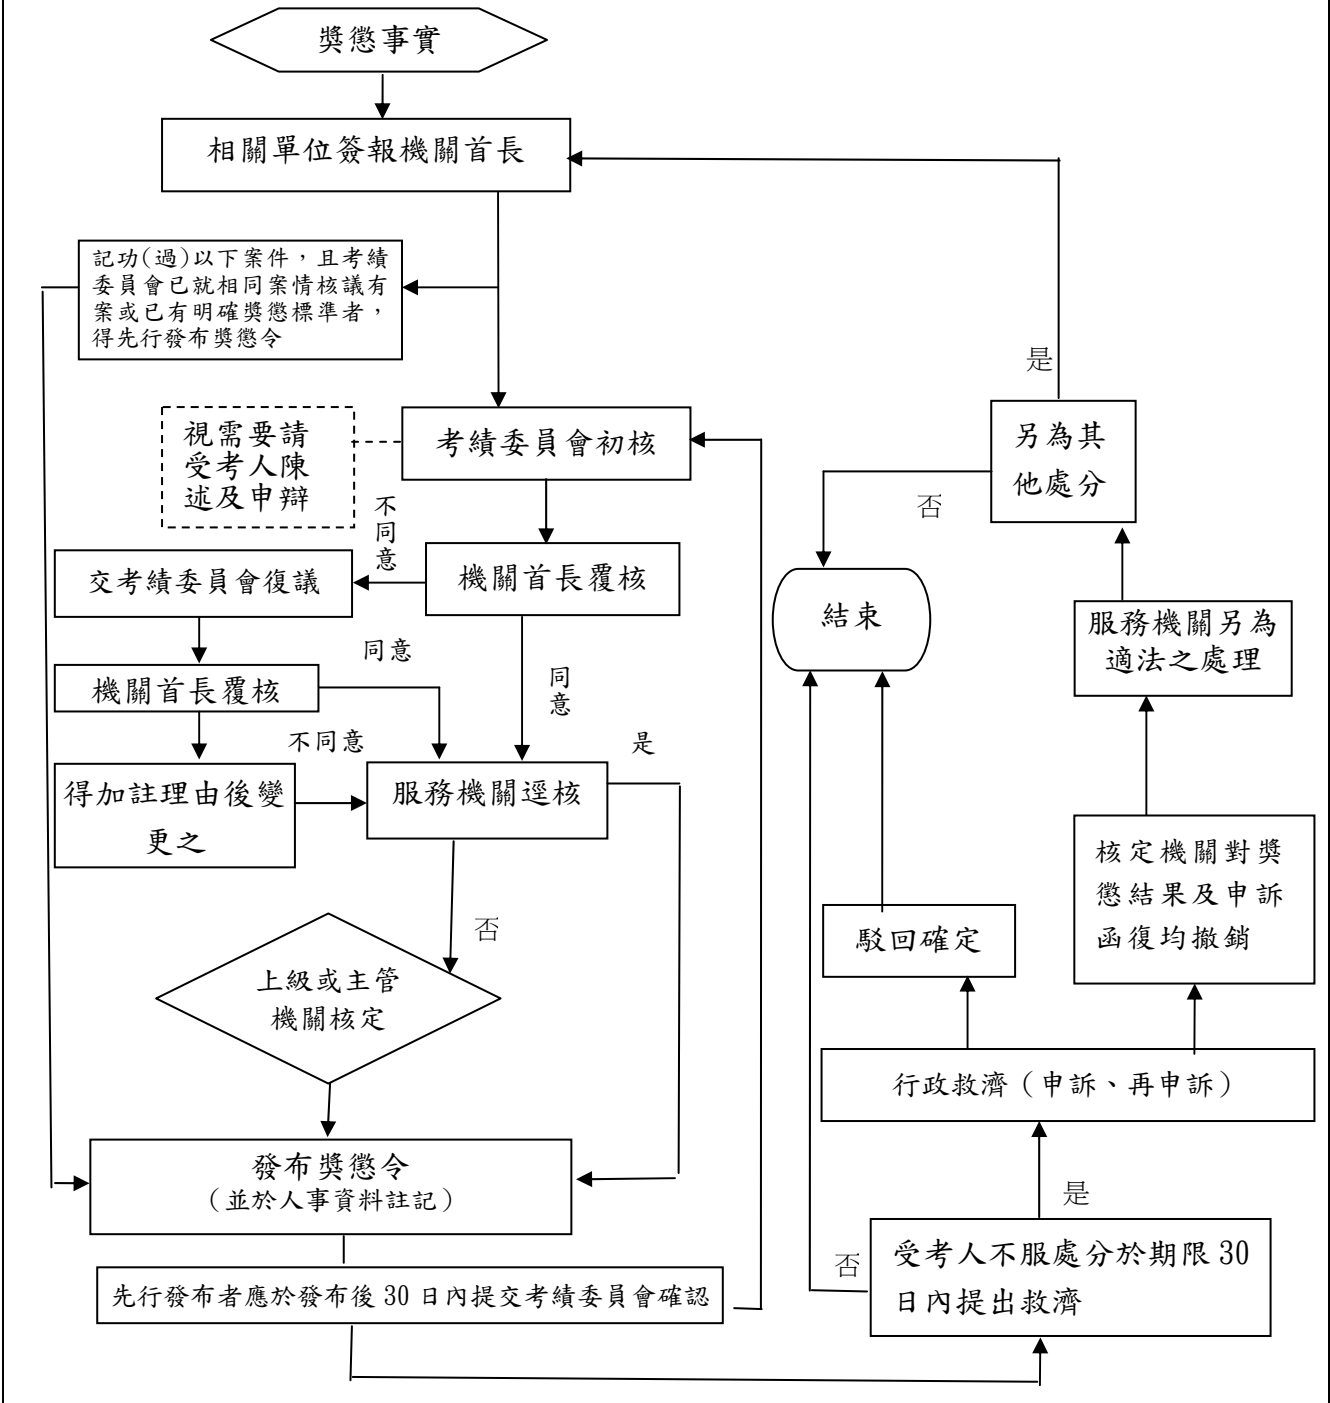 獎懲事實
相關單位簽報機關首長
記功(過)以下案件，且考績
委員會已就相同案情核議有
案或已有明確獎懲標準者，
得先行發布獎懲令
是
視需要請
受考人陳
述及申辯
考績委員會初核
另為其
他處分
否
不同意
交考績委員會復議
機關首長覆核
結束
服務機關另為
適法之處理
同意
機關首長覆核
同意
不同意
是
得加註理由後變
更之
服務機關逕核
核定機關對獎
懲結果及申訴
函復均撤銷
否
駁回確定
上級或主管
機關核定
行政救濟（申訴、再申訴）
發布獎懲令
（並於人事資料註記）
是
否
受考人不服處分於期限 30
日內提出救濟
先行發布者應於發布後 30 日內提交考績委員會確認